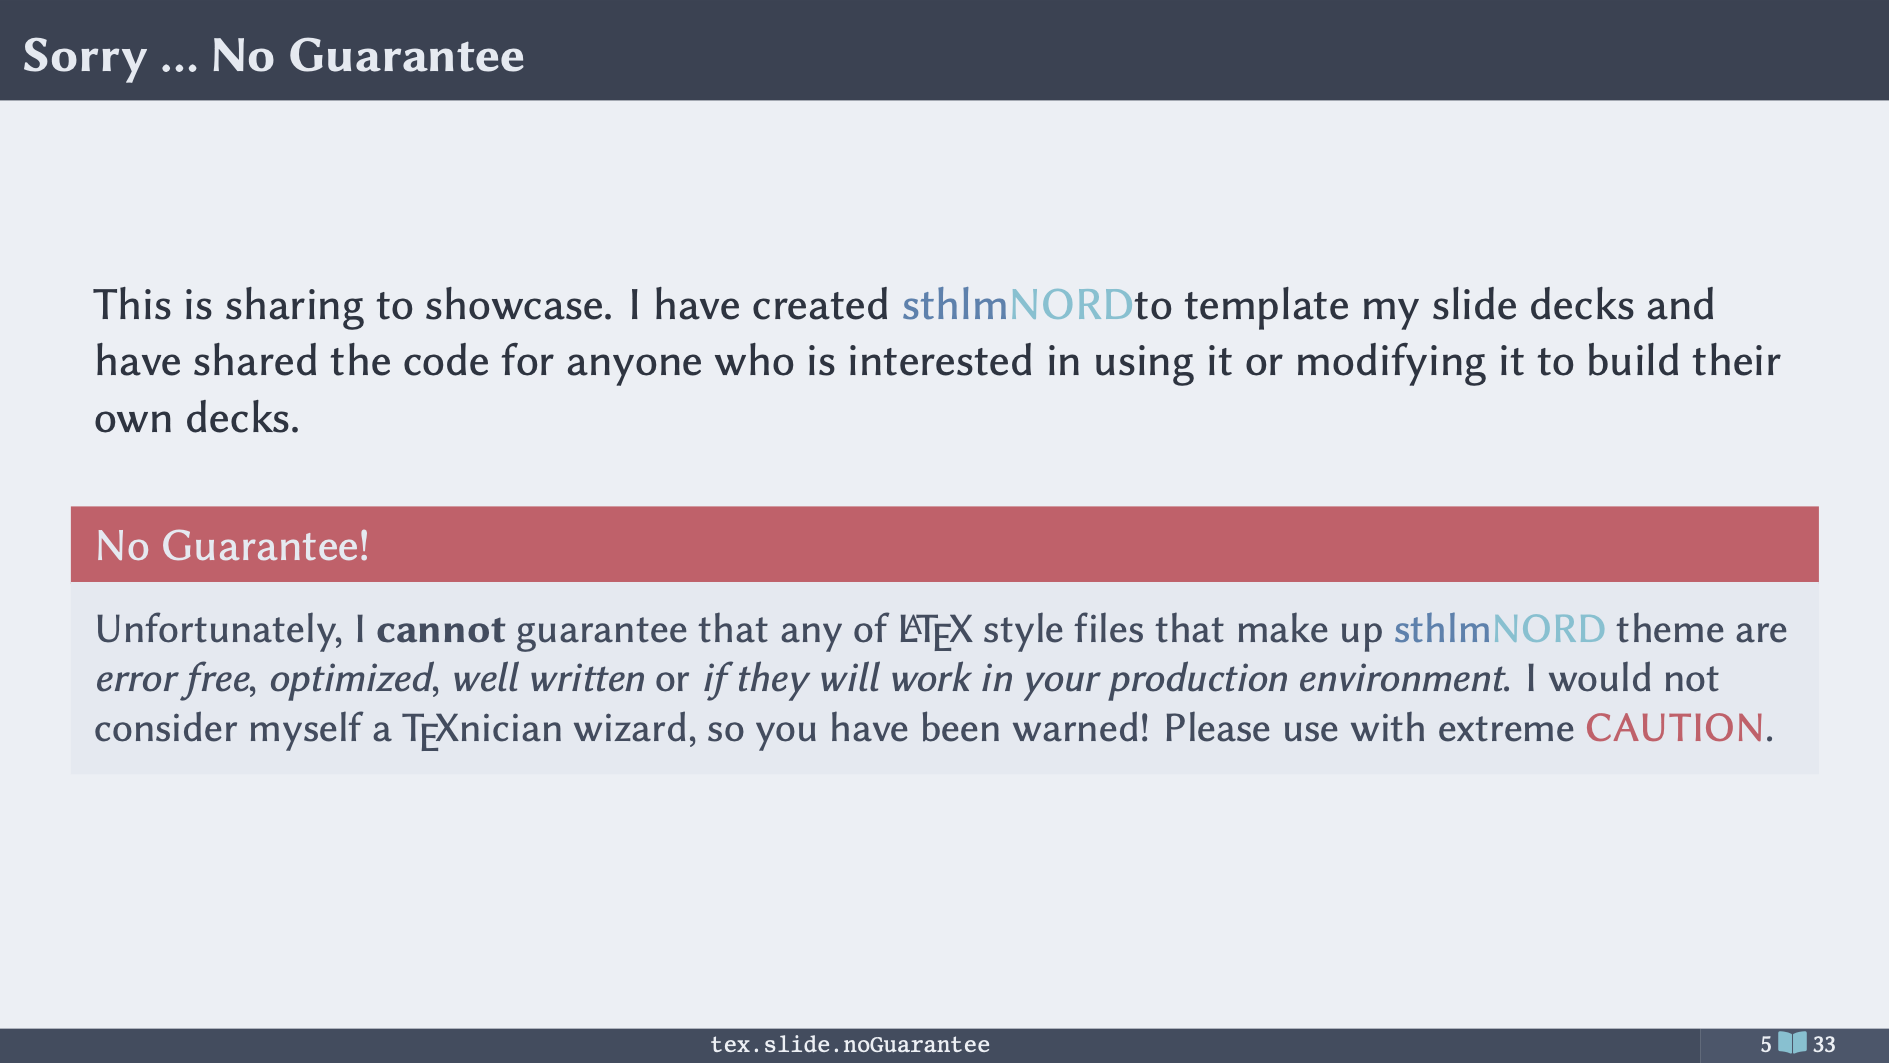 Sorry ... No Guarantee
This is sharing to showcase. I have created sthlmNORDto template my slide decks and
have shared the code for anyone who is interested in using it or modifying it to build their
own decks.
No Guarantee!
Unfortunately, I cannot guarantee that any of LATEX style files that make up sthlmNORD theme are
error free, optimized, well written or if they will work in your production environment. I would not
consider myself a TEXnician wizard, so you have been warned! Please use with extreme CAUTION.
tex.slide.noGuarantee
5 33